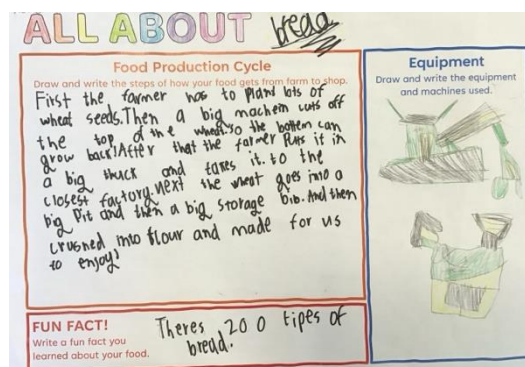 ALL ABOUT bread
Food Production Cycle
Draw and write the steps of how your food gets from farm to shop.
First the farmer has to plant lots of
wheat seeds. Then a big machem cuts off
the top of the wheat so the bottem can
grow back! After that the farmer puts it in
a big thuck and takes it. to the
closest factory. next the wheat goes into a
big Pit and then a big storage bib. And then
crushed into flour and made for us
to enjoy!
FUN FACT!
Write a fun fact you
learned about your food.
Theres 200 tipes of
bread.
Equipment
Draw and write the equipment
and machines used.